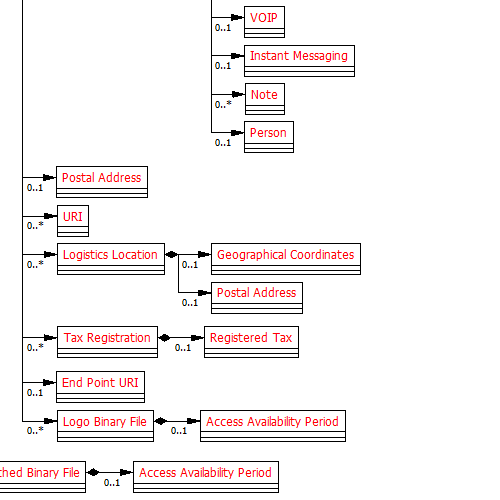 VOIP
0..1
Instant Messaging
0..1
Note
0..*
Person
0..1
Postal Address
0..1
URI
0..*
Logistics Location
0..*
Geographical Coordinates
0..1
Postal Address
0..1
Tax Registration
0..*
Registered Tax
0..1
End Point URI
0..1
Logo Binary File
0..*
Access Availability Period
0..1
Binary File
Access Availability Period
0..1